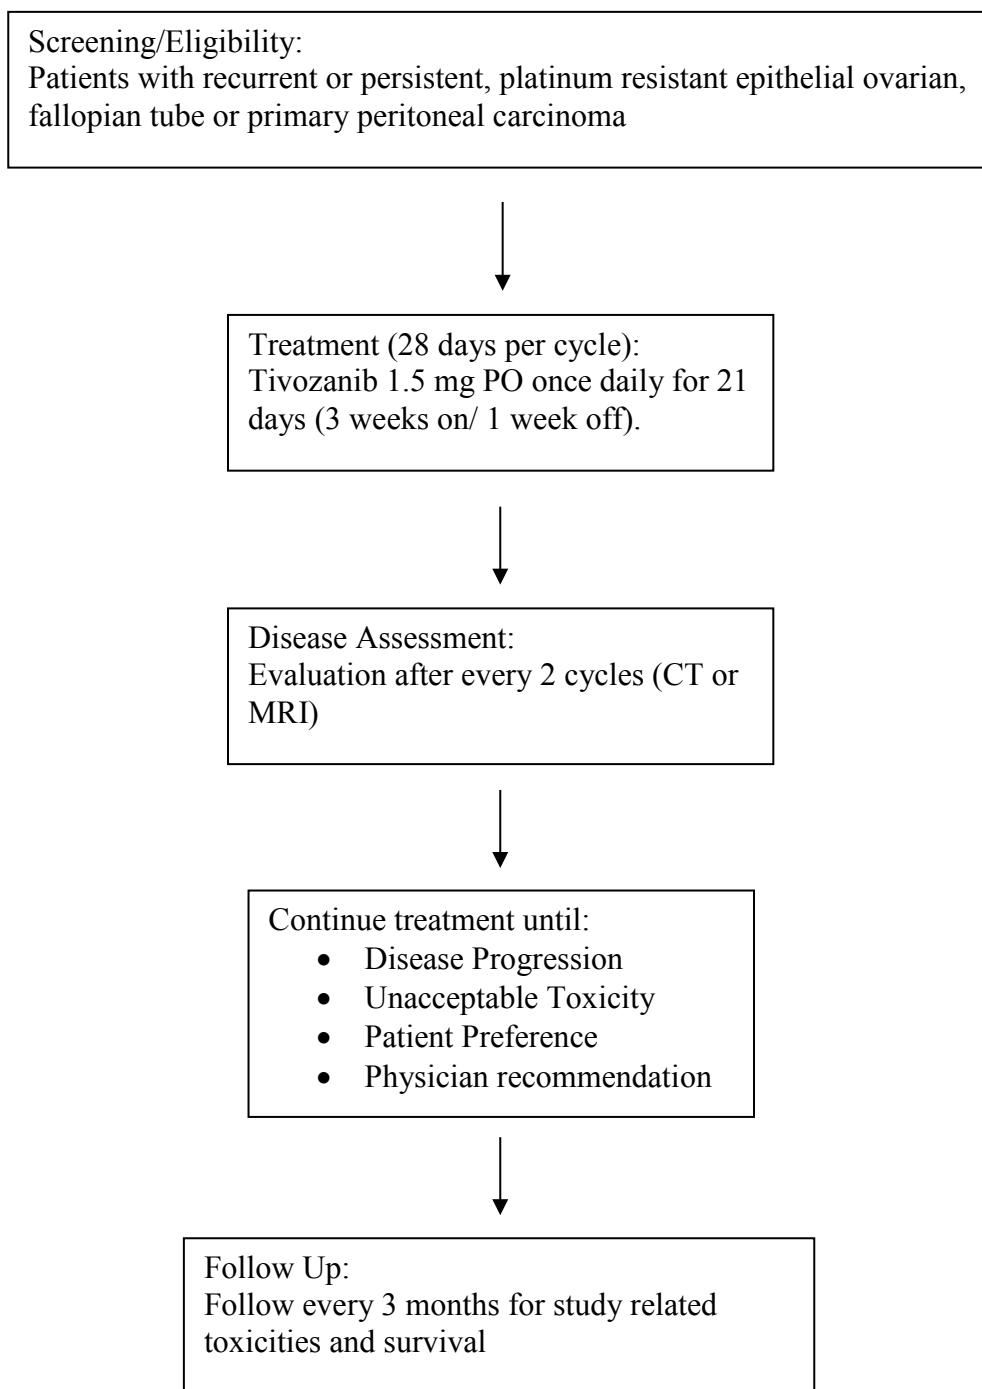 Screening/Eligibility:
Patients with recurrent or persistent, platinum resistant epithelial ovarian,
fallopian tube or primary peritoneal carcinoma
Treatment (28 days per cycle):
Tivozanib 1.5 mg PO once daily for 21
days (3 weeks on/ 1 week off).
Disease Assessment:
Evaluation after every 2 cycles (CT or
MRI)
Continue treatment until:
• Disease Progression
• Unacceptable Toxicity
• Patient Preference
• Physician recommendation
Follow Up:
Follow every 3 months for study related
toxicities and survival